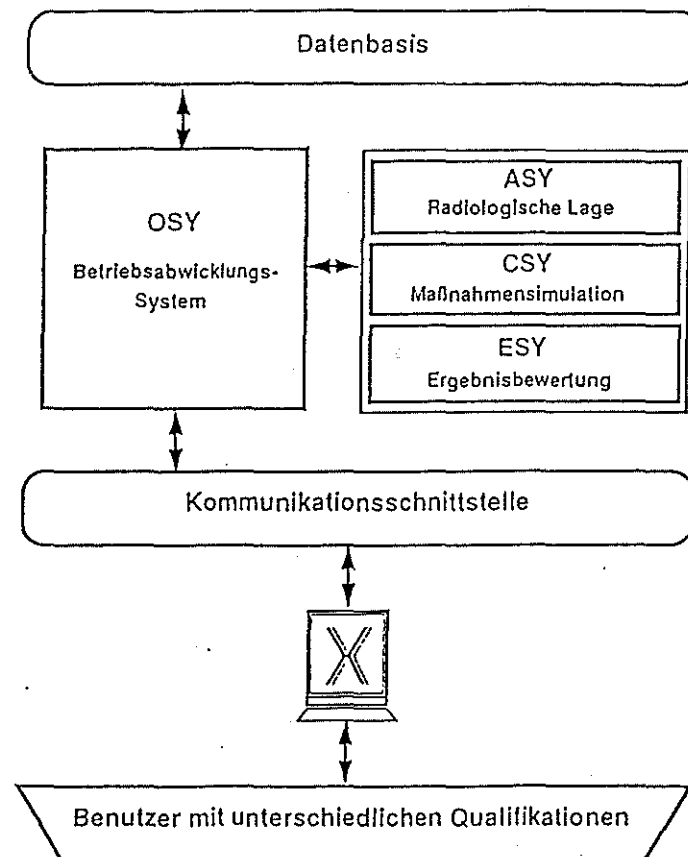 Datenbasis
OSY
Betriebsabwicklungs-
System
ASY
Radiologische Lage
CSY
Maßnahmensimulation
ESY
Ergebnisbewertung
Kommunikationsschnittstelle
X
Benutzer mit unterschiedlichen Qualifikationen